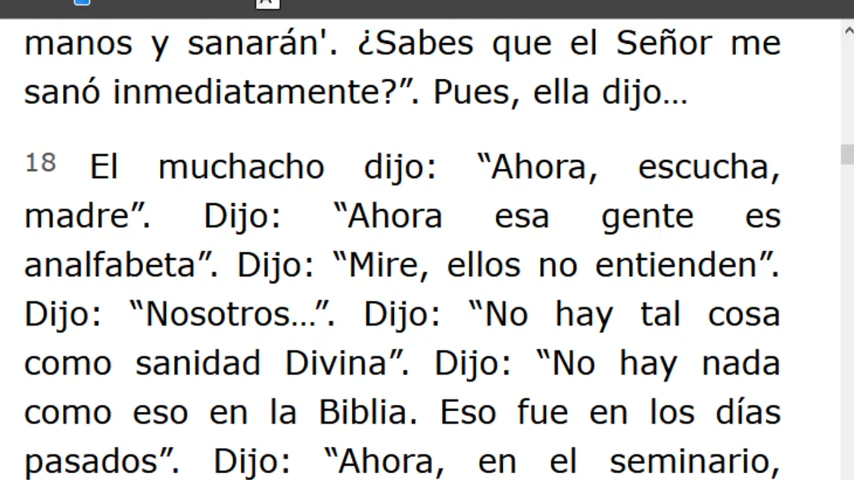 manos y sanarán'. ¿Sabes que el Señor me
sanó inmediatamente?”. Pues, ella dijo…
18 El muchacho dijo: “Ahora, escucha,
madre”. Dijo: “Ahora esa gente es
analfabeta”. Dijo: “Mire, ellos no entienden”.
Dijo: “Nosotros…”. Dijo: “No hay tal cosa
como sanidad Divina”. Dijo: “No hay nada
como eso en la Biblia. Eso fue en los días
pasados”. Dijo: “Ahora, en el seminario,